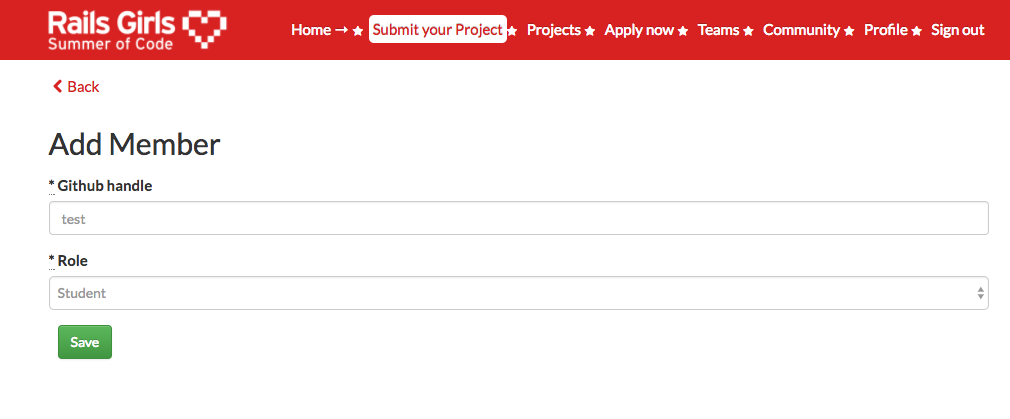 Rails Girls
Summer of Code
Home → ★ Submit your Project ★ Projects ★ Apply now ★ Teams ★ Community ★ Profile ★ Sign out
Back
Add Member
* Github handle
test
* Role
Student
Save